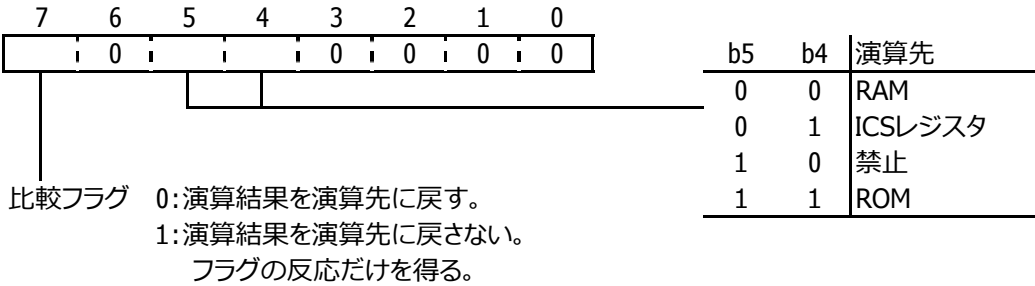 7 6 5 4 3 2 1 0
0 0 0 0 0
b5 b4 演算先
0 0 RAM
0 1 ICSレジスタ
1 0 禁止
1 1 ROM
比較フラグ 0:演算結果を演算先に戻す。
1:演算結果を演算先に戻さない。
フラグの反応だけを得る。